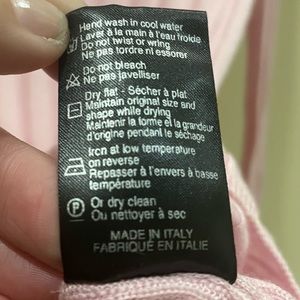 Hand wash in cool water
Laver à la main à l'eau froide
Do not twist or wring
Ne pas tordre ni essorer
Do not bleach
Ne pas javelliser
Dry flat - Sécher à plat
Maintain original size and
shape while drying
Maintenir la forme et la grandeur
d'origine pendant le séchage
Iron at low temperature
on reverse
Repasser à l'envers à basse
température
P
Or dry clean
Ou nettoyer à sec
MADE IN ITALY
FABRIQUÉ EN ITALIE